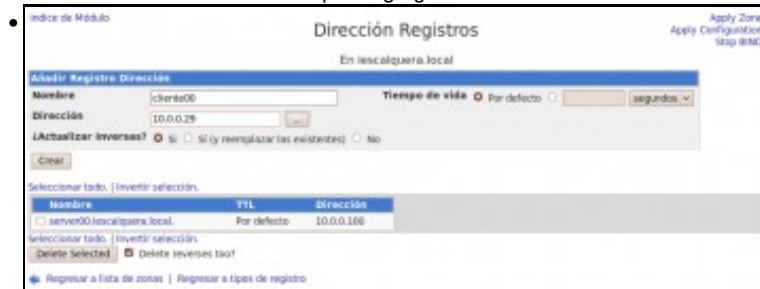 Indice de Módulo
Dirección Registros
Apply Zone
Apply Configuration
Stop BIND
En iescalquera.local
Añadir Registro Dirección
Nombre cliente00 Tiempo de vida Por defecto segundos
Dirección 10.0.0.29 ...
¿Actualizar inversas? Sí Sí (y reemplazar las existentes) No
Crear
Seleccionar todo. | Invertir selección.
Nombre TTL Dirección
server00.iescalquera.local. Por defecto 10.0.0.100
Seleccionar todo. | Invertir selección.
Delete Selected Delete reverses too?
Regresar a lista de zonas | Regresar a tipos de registro